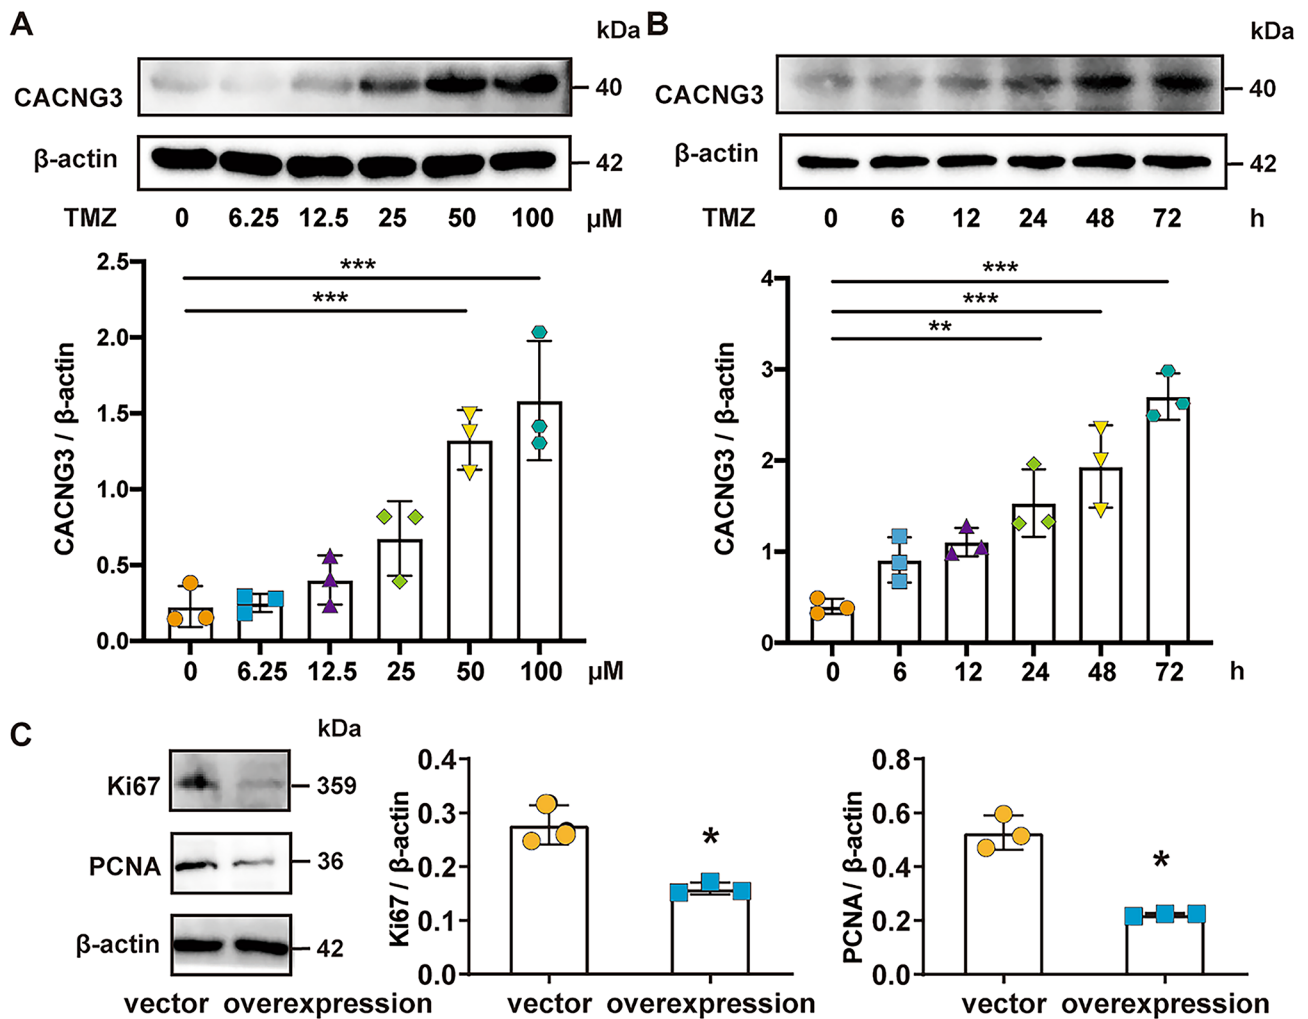 A
kDa
CACNG3
40
β-actin
42
TMZ 0 6.25 12.5 25 50 100 μM
CACNG3 / β-actin
2.5
2.0
1.5
1.0
0.5
0.0
***
***
0 6.25 12.5 25 50 100 μM
B
kDa
CACNG3
40
β-actin
42
TMZ 0 6 12 24 48 72 h
CACNG3 / β-actin
4
3
2
1
0
***
***
**
0 6 12 24 48 72 h
C
kDa
Ki67
359
PCNA
36
β-actin
42
vector overexpression
Ki67 / β-actin
0.4
0.3
0.2
0.1
0.0
*
vector overexpression
PCNA/ β-actin
0.8
0.6
0.4
0.2
0.0
*
vector overexpression